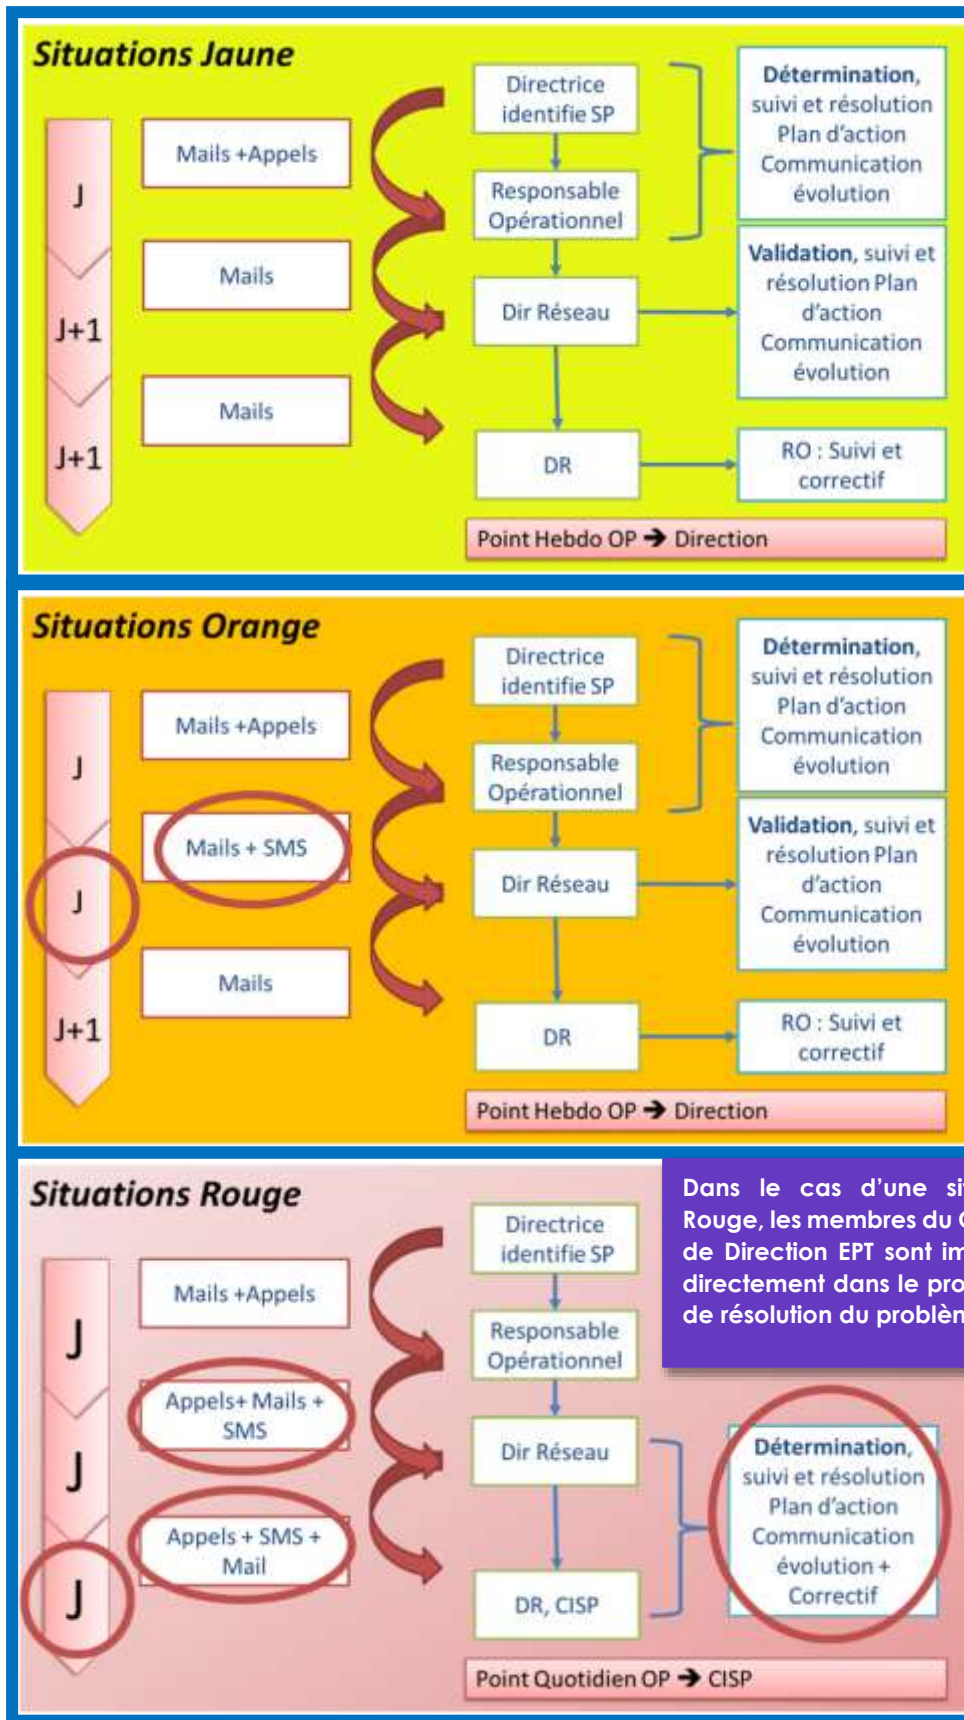 Situations Jaune
J
J+1
J+1
Mails +Appels
Mails
Mails
Directrice
identifie SP
Responsable
Opérationnel
Dir Réseau
DR
Détermination,
suivi et résolution
Plan d'action
Communication
évolution
Validation, suivi et
résolution Plan
d'action
Communication
évolution
RO : Suivi et
correctif
Point Hebdo OP ➔ Direction
Situations Orange
J
J
J+1
Mails +Appels
Mails + SMS
Mails
Directrice
identifie SP
Responsable
Opérationnel
Dir Réseau
DR
Détermination,
suivi et résolution
Plan d'action
Communication
évolution
Validation, suivi et
résolution Plan
d'action
Communication
évolution
RO : Suivi et
correctif
Point Hebdo OP ➔ Direction
Situations Rouge
J
J
J
Mails +Appels
Appels+ Mails +
SMS
Appels + SMS +
Mail
Directrice
identifie SP
Responsable
Opérationnel
Dir Réseau
DR, CISP
Dans le cas d'une
Rouge, les membres du
de Direction EPT sont
directement dans le
de résolution du
Détermination,
suivi et résolution
Plan d'action
Communication
évolution +
Correctif
Point Quotidien OP ➔ CISP